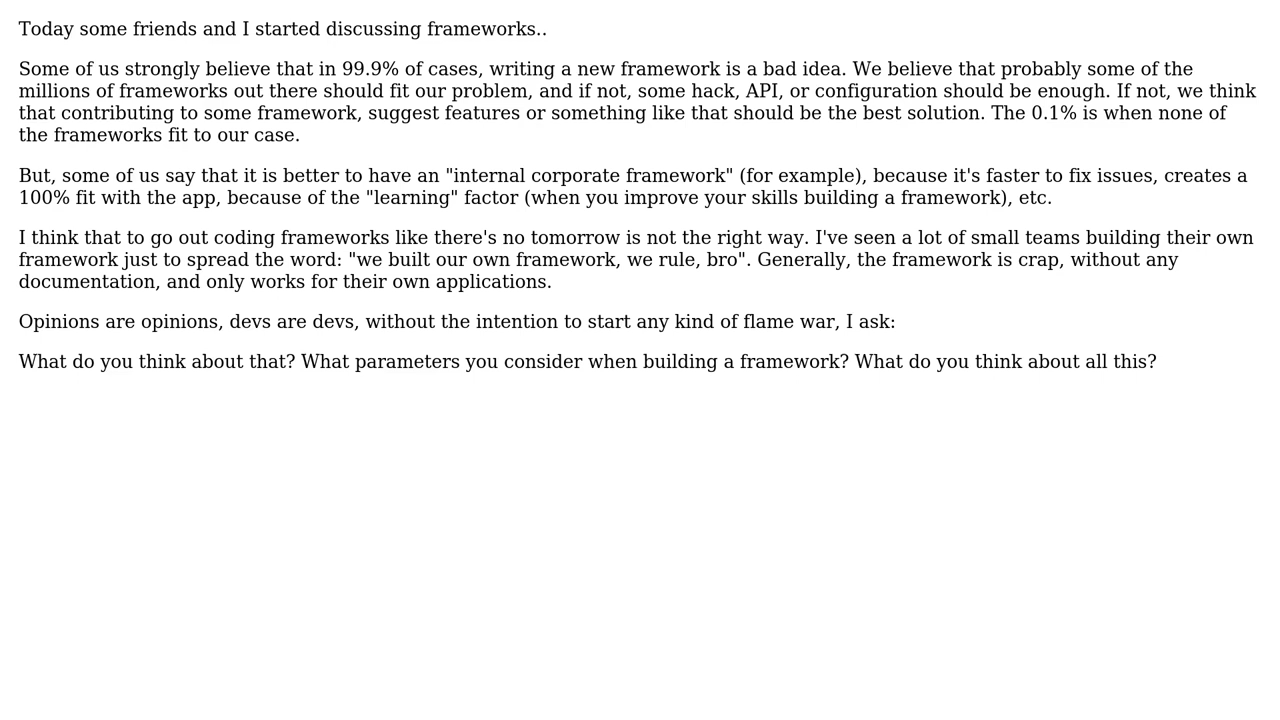 Today some friends and I started discussing frameworks..
Some of us strongly believe that in 99.9% of cases, writing a new framework is a bad idea. We believe that probably some of the
millions of frameworks out there should fit our problem, and if not, some hack, API, or configuration should be enough. If not, we think
that contributing to some framework, suggest features or something like that should be the best solution. The 0.1% is when none of
the frameworks fit to our case.
But, some of us say that it is better to have an "internal corporate framework" (for example), because it's faster to fix issues, creates a
100% fit with the app, because of the "learning" factor (when you improve your skills building a framework), etc.
I think that to go out coding frameworks like there's no tomorrow is not the right way. I've seen a lot of small teams building their own
framework just to spread the word: "we built our own framework, we rule, bro". Generally, the framework is crap, without any
documentation, and only works for their own applications.
Opinions are opinions, devs are devs, without the intention to start any kind of flame war, I ask:
What do you think about that? What parameters you consider when building a framework? What do you think about all this?